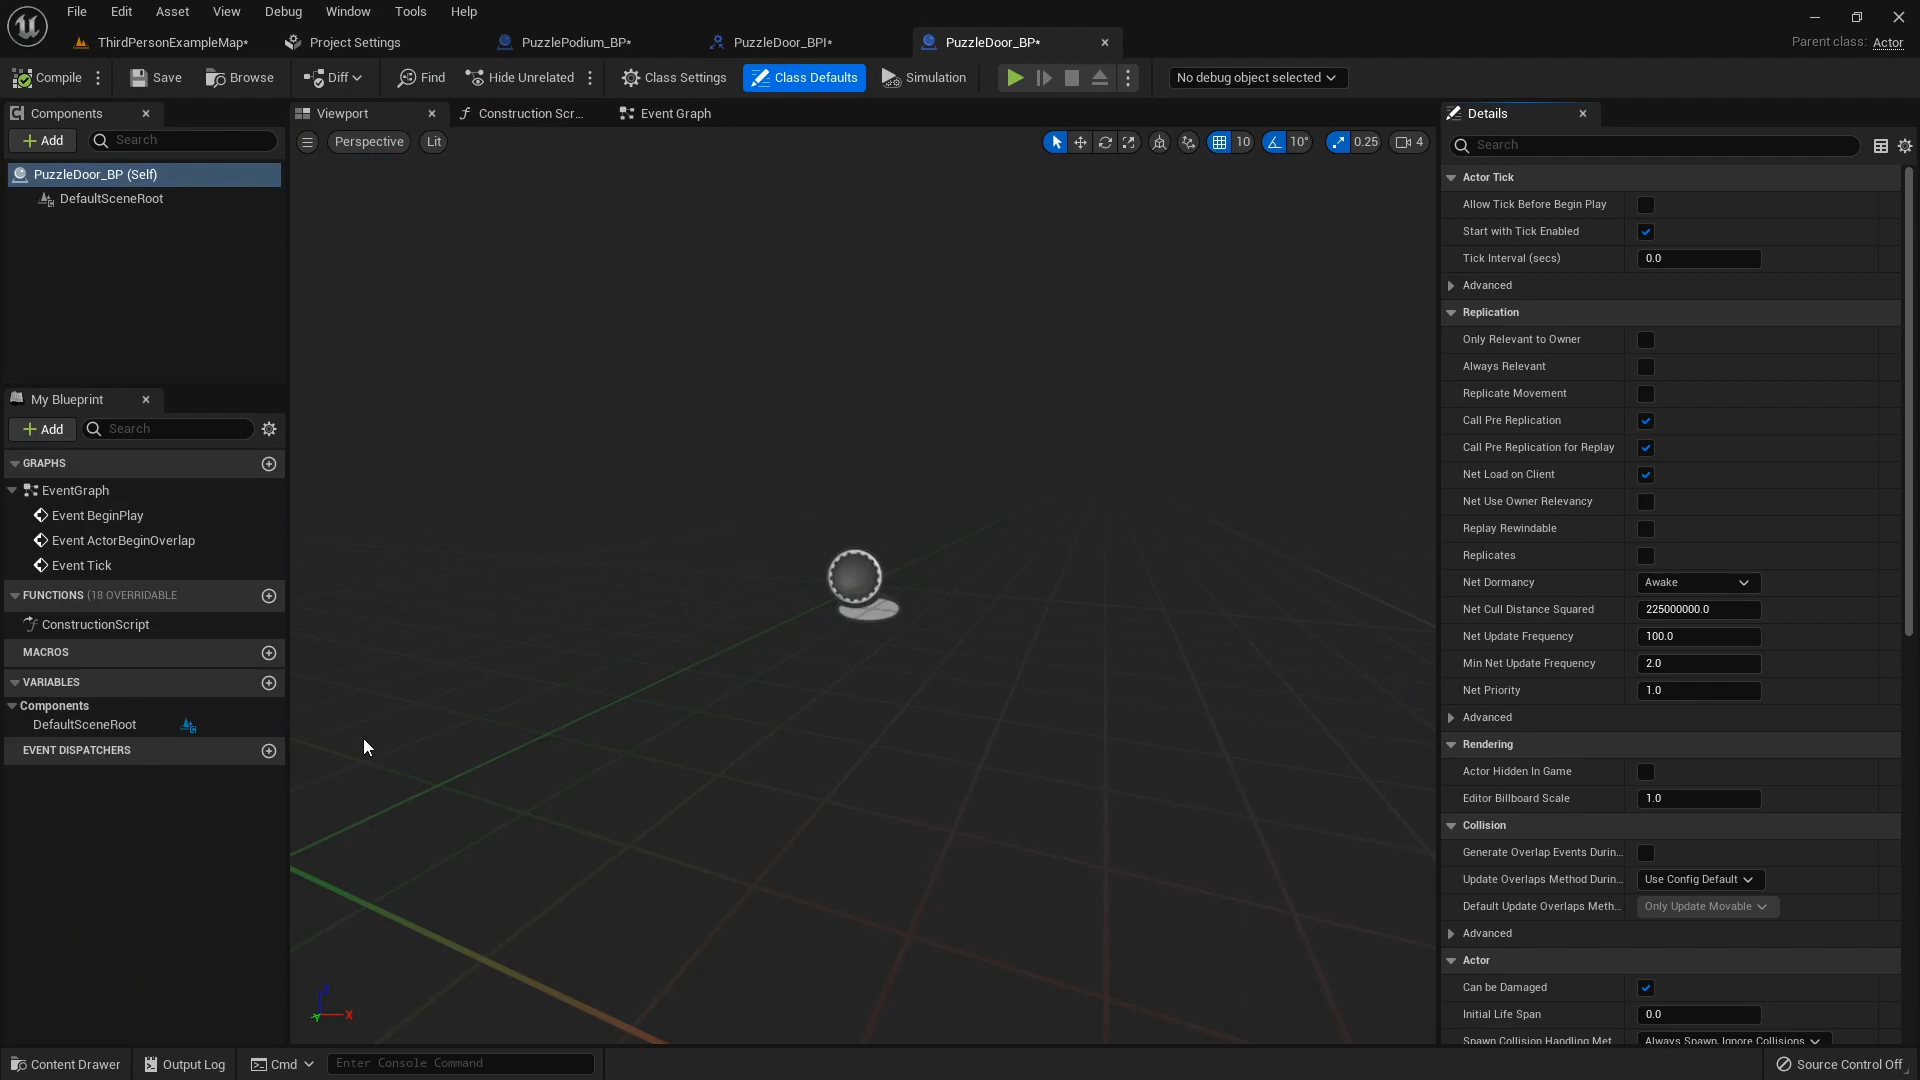 File Edit Asset View Debug Window Tools Help
ThirdPersonExampleMap* Project Settings PuzzlePodium_BP* PuzzleDoor_BPI* PuzzleDoor_BP* Parent class: Actor
Compile Save Browse Diff Find Hide Unrelated Class Settings Class Defaults Simulation No debug object selected
Components
Add Search
PuzzleDoor_BP (Self)
DefaultSceneRoot
My Blueprint
Add Search
GRAPHS
EventGraph
Event BeginPlay
Event ActorBeginOverlap
Event Tick
FUNCTIONS (18 OVERRIDABLE
ConstructionScript
MACROS
VARIABLES
Components
DefaultSceneRoot
EVENT DISPATCHERS
Viewport Construction Scr... Event Graph
Perspective Lit 10 10° 0.25 4
Z
Y X
Details
Search
Actor Tick
Allow Tick Before Begin Play
Start with Tick Enabled
Tick Interval (secs) 0.0
Advanced
Replication
Only Relevant to Owner
Always Relevant
Replicate Movement
Call Pre Replication
Call Pre Replication for Replay
Net Load on Client
Net Use Owner Relevancy
Replay Rewindable
Replicates
Net Dormancy Awake
Net Cull Distance Squared 225000000.0
Net Update Frequency 100.0
Min Net Update Frequency 2.0
Net Priority 1.0
Advanced
Rendering
Actor Hidden In Game
Editor Billboard Scale 1.0
Collision
Generate Overlap Events Durin...
Update Overlaps Method Durin... Use Config Default
Default Update Overlaps Meth... Only Update Movable
Advanced
Actor
Can be Damaged
Initial Life Span 0.0
Spawn Collision Handling Met Always Spawn, Ignore Collisions
Content Drawer Output Log Cmd Enter Console Command Source Control Off